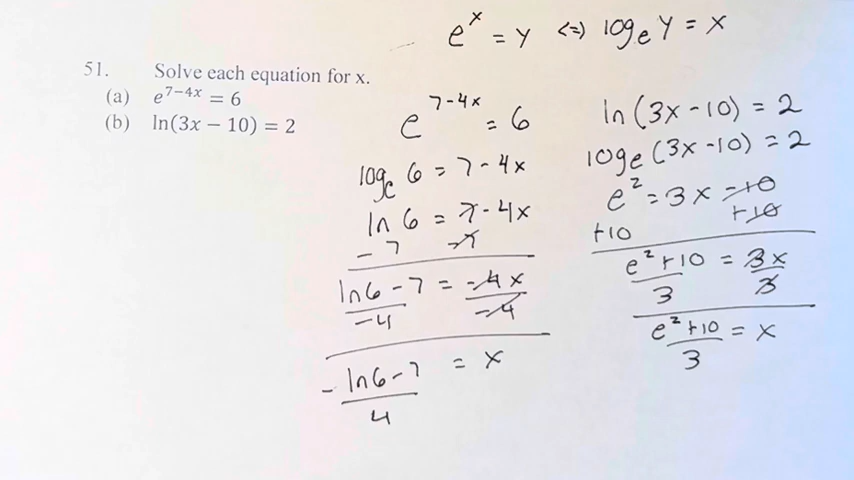 e^x = y <=> log_e y = x
51. Solve each equation for x.
(a) e^{7−4x} = 6
(b) ln(3x − 10) = 2
e^{7-4x} = 6
log_e 6 = 7 - 4x
ln 6 = 7 - 4x
-7 -7
ln6 - 7 = -4x
-4 -4
- ln6 - 7 = x
4
ln(3x - 10) = 2
log_e (3x - 10) = 2
e^2 = 3x - 10
+10 +10
e^2 + 10 = 3x
3 3
e^2 + 10 = x
3